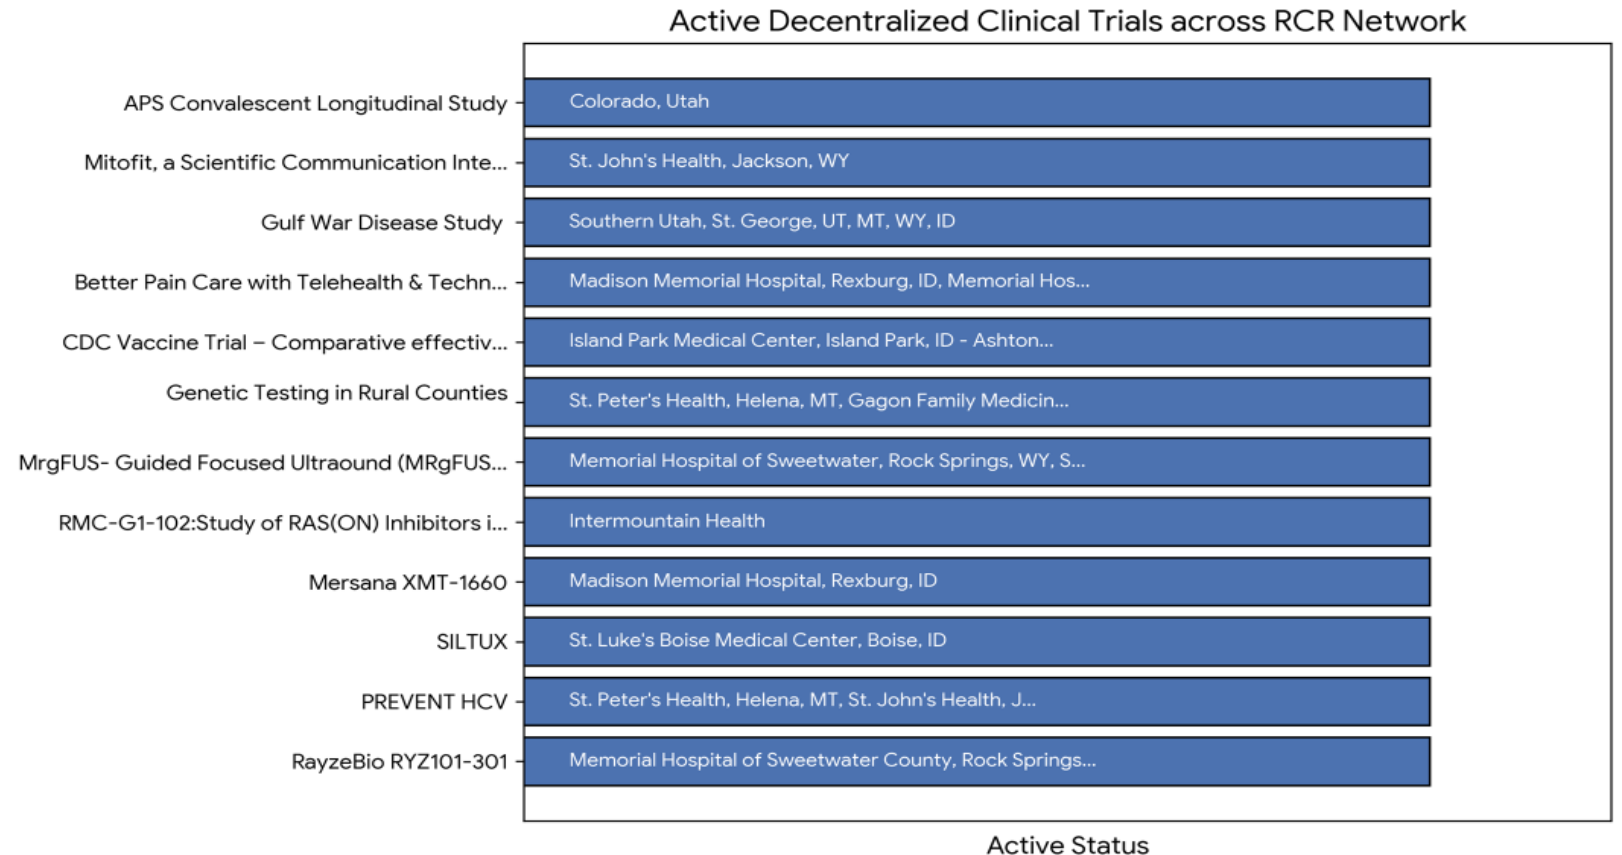 Active Decentralized Clinical Trials across RCR Network
APS Convalescent Longitudinal Study
Colorado, Utah
Mitofit, a Scientific Communication Inte...
St. John's Health, Jackson, WY
Gulf War Disease Study
Southern Utah, St. George, UT, MT, WY, ID
Better Pain Care with Telehealth & Techn...
Madison Memorial Hospital, Rexburg, ID, Memorial Hos...
CDC Vaccine Trial – Comparative effectiv...
Island Park Medical Center, Island Park, ID - Ashton...
Genetic Testing in Rural Counties
St. Peter's Health, Helena, MT, Gagon Family Medicin...
MrgFUS- Guided Focused Ultraound (MRgFUS...
Memorial Hospital of Sweetwater, Rock Springs, WY, S...
RMC-G1-102:Study of RAS(ON) Inhibitors i...
Intermountain Health
Mersana XMT-1660
Madison Memorial Hospital, Rexburg, ID
SILTUX
St. Luke's Boise Medical Center, Boise, ID
PREVENT HCV
St. Peter's Health, Helena, MT, St. John's Health, J...
RayzeBio RYZ101-301
Memorial Hospital of Sweetwater County, Rock Springs...
Active Status